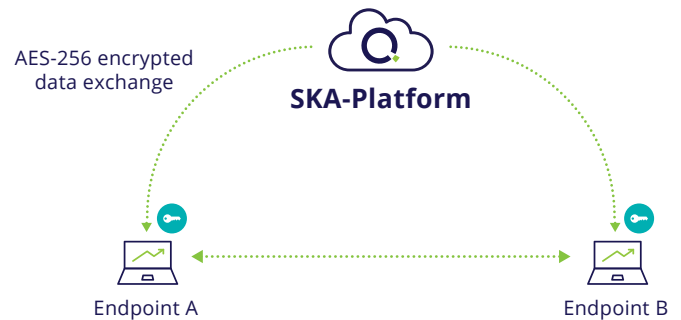 AES-256 encrypted
data exchange
SKA-Platform
Endpoint A
Endpoint B